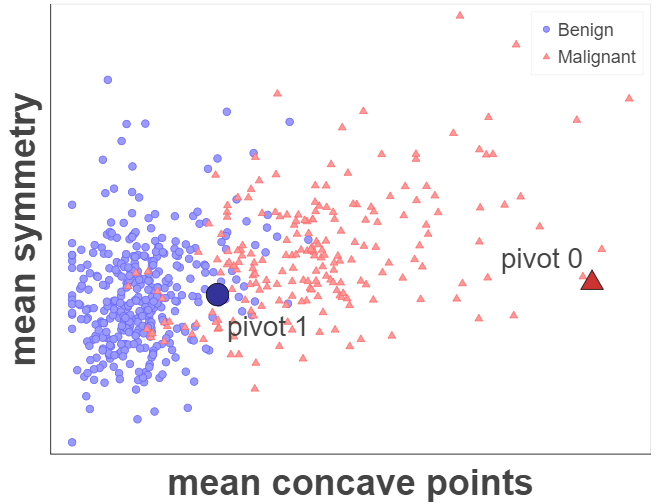 Benign
Malignant
mean symmetry
pivot 0
pivot 1
mean concave points